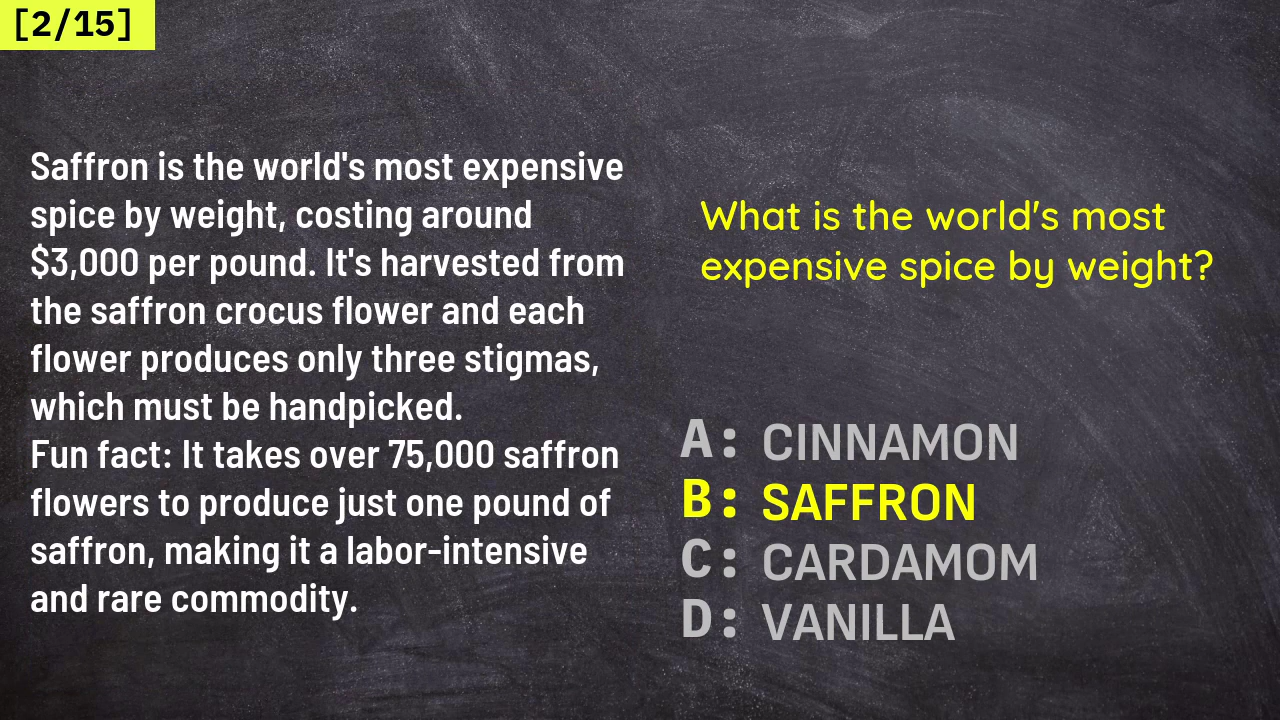 [2/15]
Saffron is the world's most expensive
spice by weight, costing around
$3,000 per pound. It's harvested from
the saffron crocus flower and each
flower produces only three stigmas,
which must be handpicked.
Fun fact: It takes over 75,000 saffron
flowers to produce just one pound of
saffron, making it a labor-intensive
and rare commodity.
What is the world's most
expensive spice by weight?
A: CINNAMON
B: SAFFRON
C: CARDAMOM
D: VANILLA